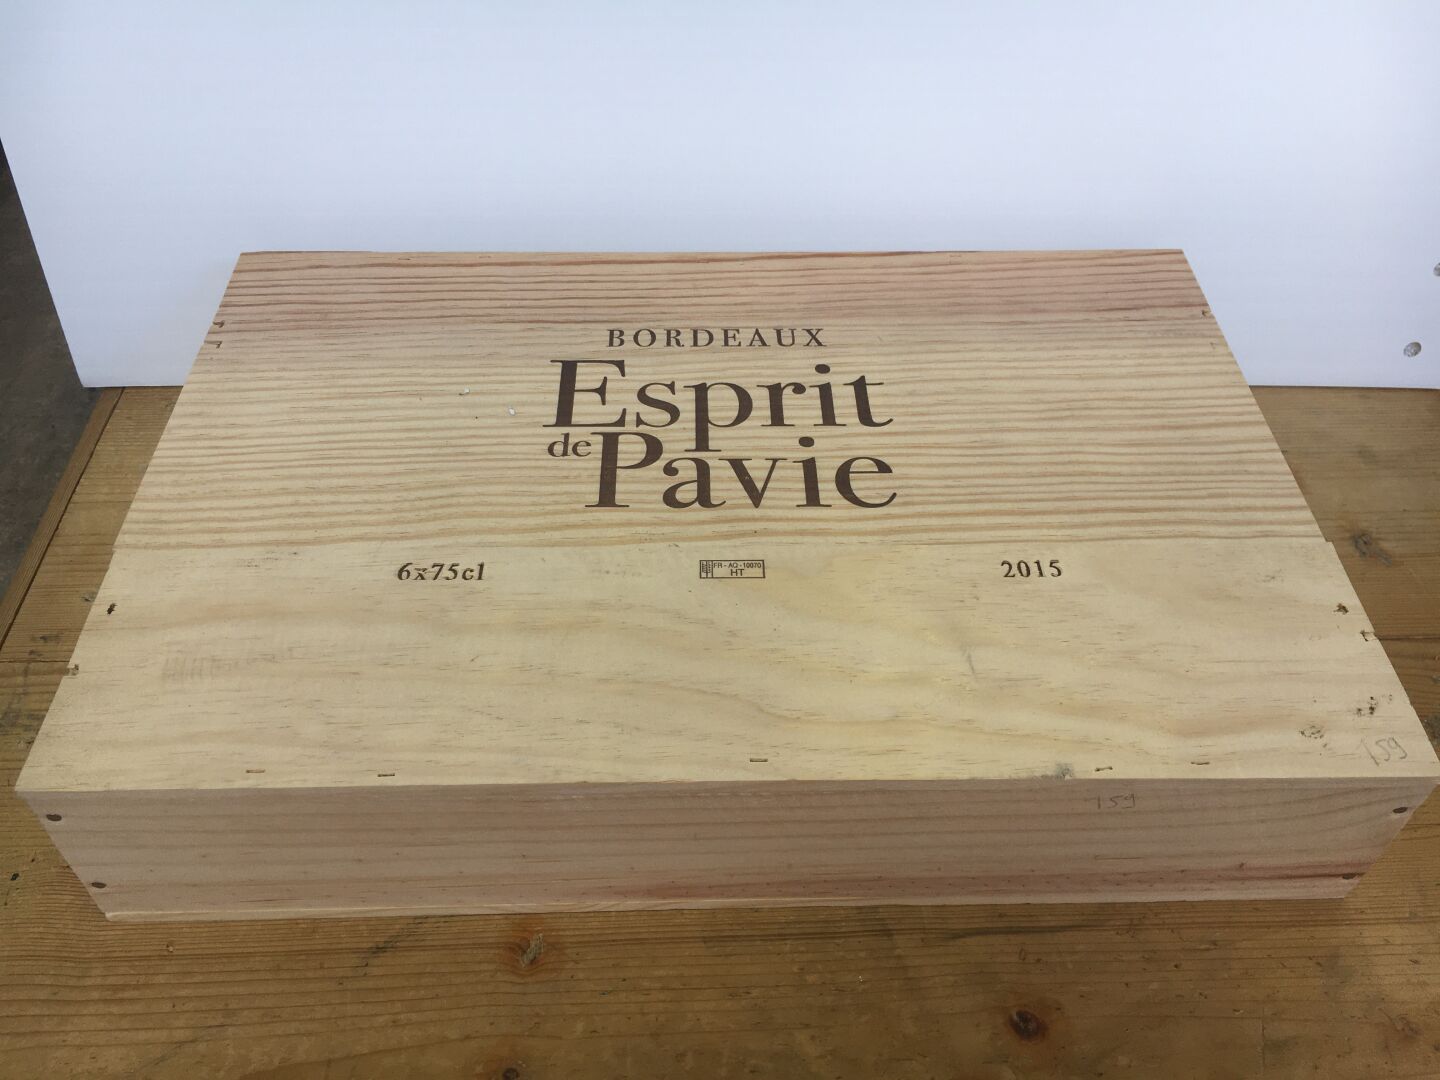 BORDEAUX
Esprit
de Pavie
6x75cl
FR - AQ - 10070
HT
2015
159
159